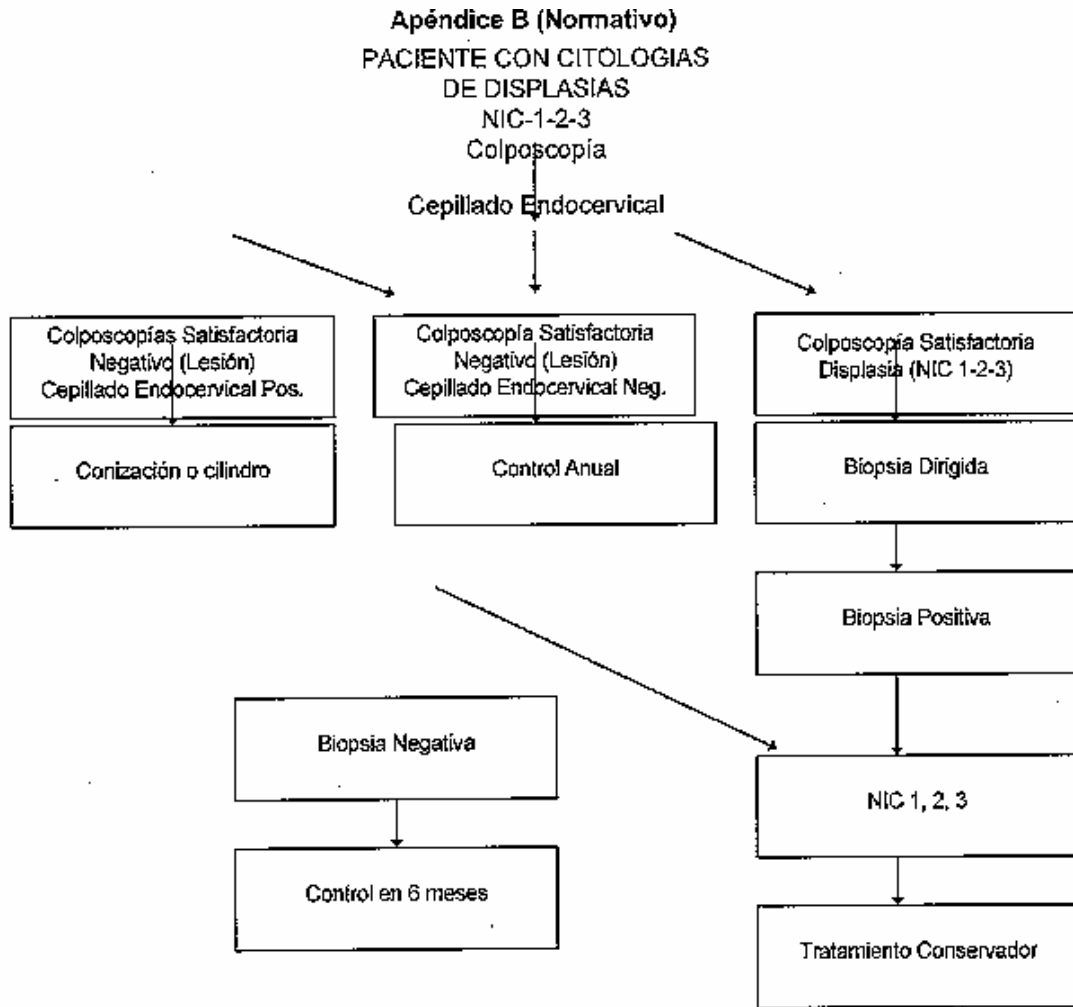 Apéndice B (Normativo)
PACIENTE CON CITOLOGIAS
DE DISPLASIAS
NIC-1-2-3
Colposcopía
Cepillado Endocervical
Colposcopías Satisfactoria
Negativo (Lesión)
Cepillado Endocervical Pos.
Colposcopía Satisfactoria
Negativo (Lesión)
Cepillado Endocervical Neg.
Colposcopía Satisfactoria
Displasia (NIC 1-2-3)
Conización o cilindro
Control Anual
Biopsia Dirigida
Biopsia Positiva
Biopsia Negativa
NIC 1, 2, 3
Control en 6 meses
Tratamiento Conservador